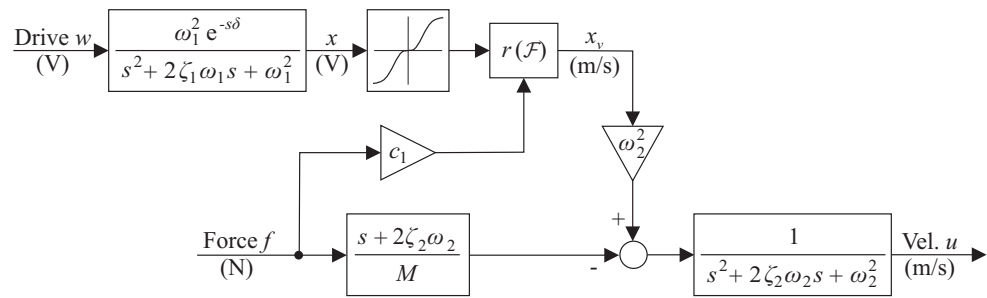 Drive w
(V)
ω₁² e^-sδ
s² + 2ζ₁ω₁s + ω₁²
x
(V)
r(ℱ)
x_v
(m/s)
ω₂²
c₁
Force f
(N)
s + 2ζ₂ω₂
M
+
-
1
s² + 2ζ₂ω₂s + ω₂²
Vel. u
(m/s)